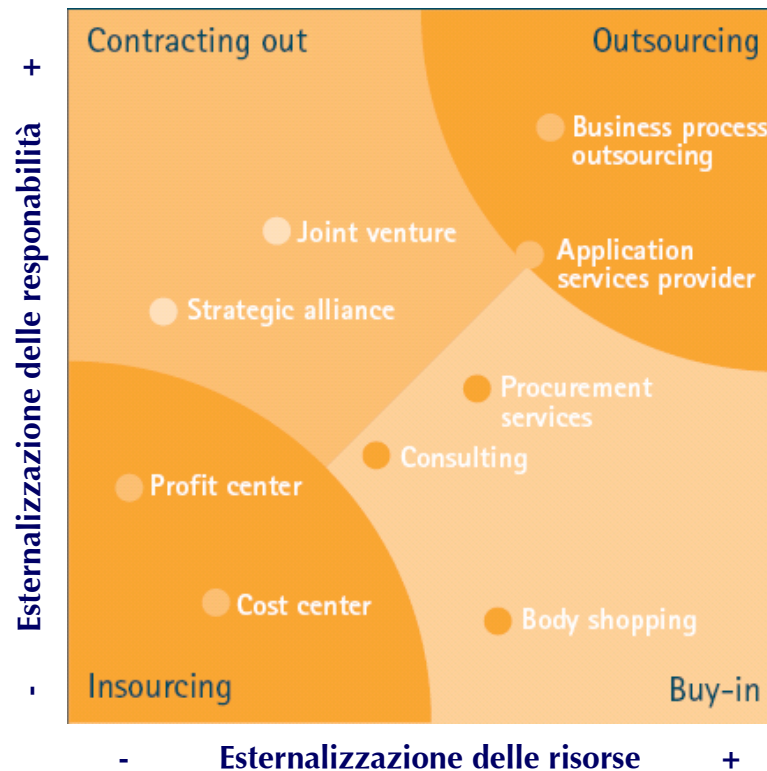 Contracting out
Outsourcing
+
Esternalizzazione delle responabilità
-
Business process
outsourcing
Joint venture
Application
services provider
Strategic alliance
Procurement
services
Consulting
Profit center
Cost center
Body shopping
Insourcing
Buy-in
-
Esternalizzazione delle risorse
+